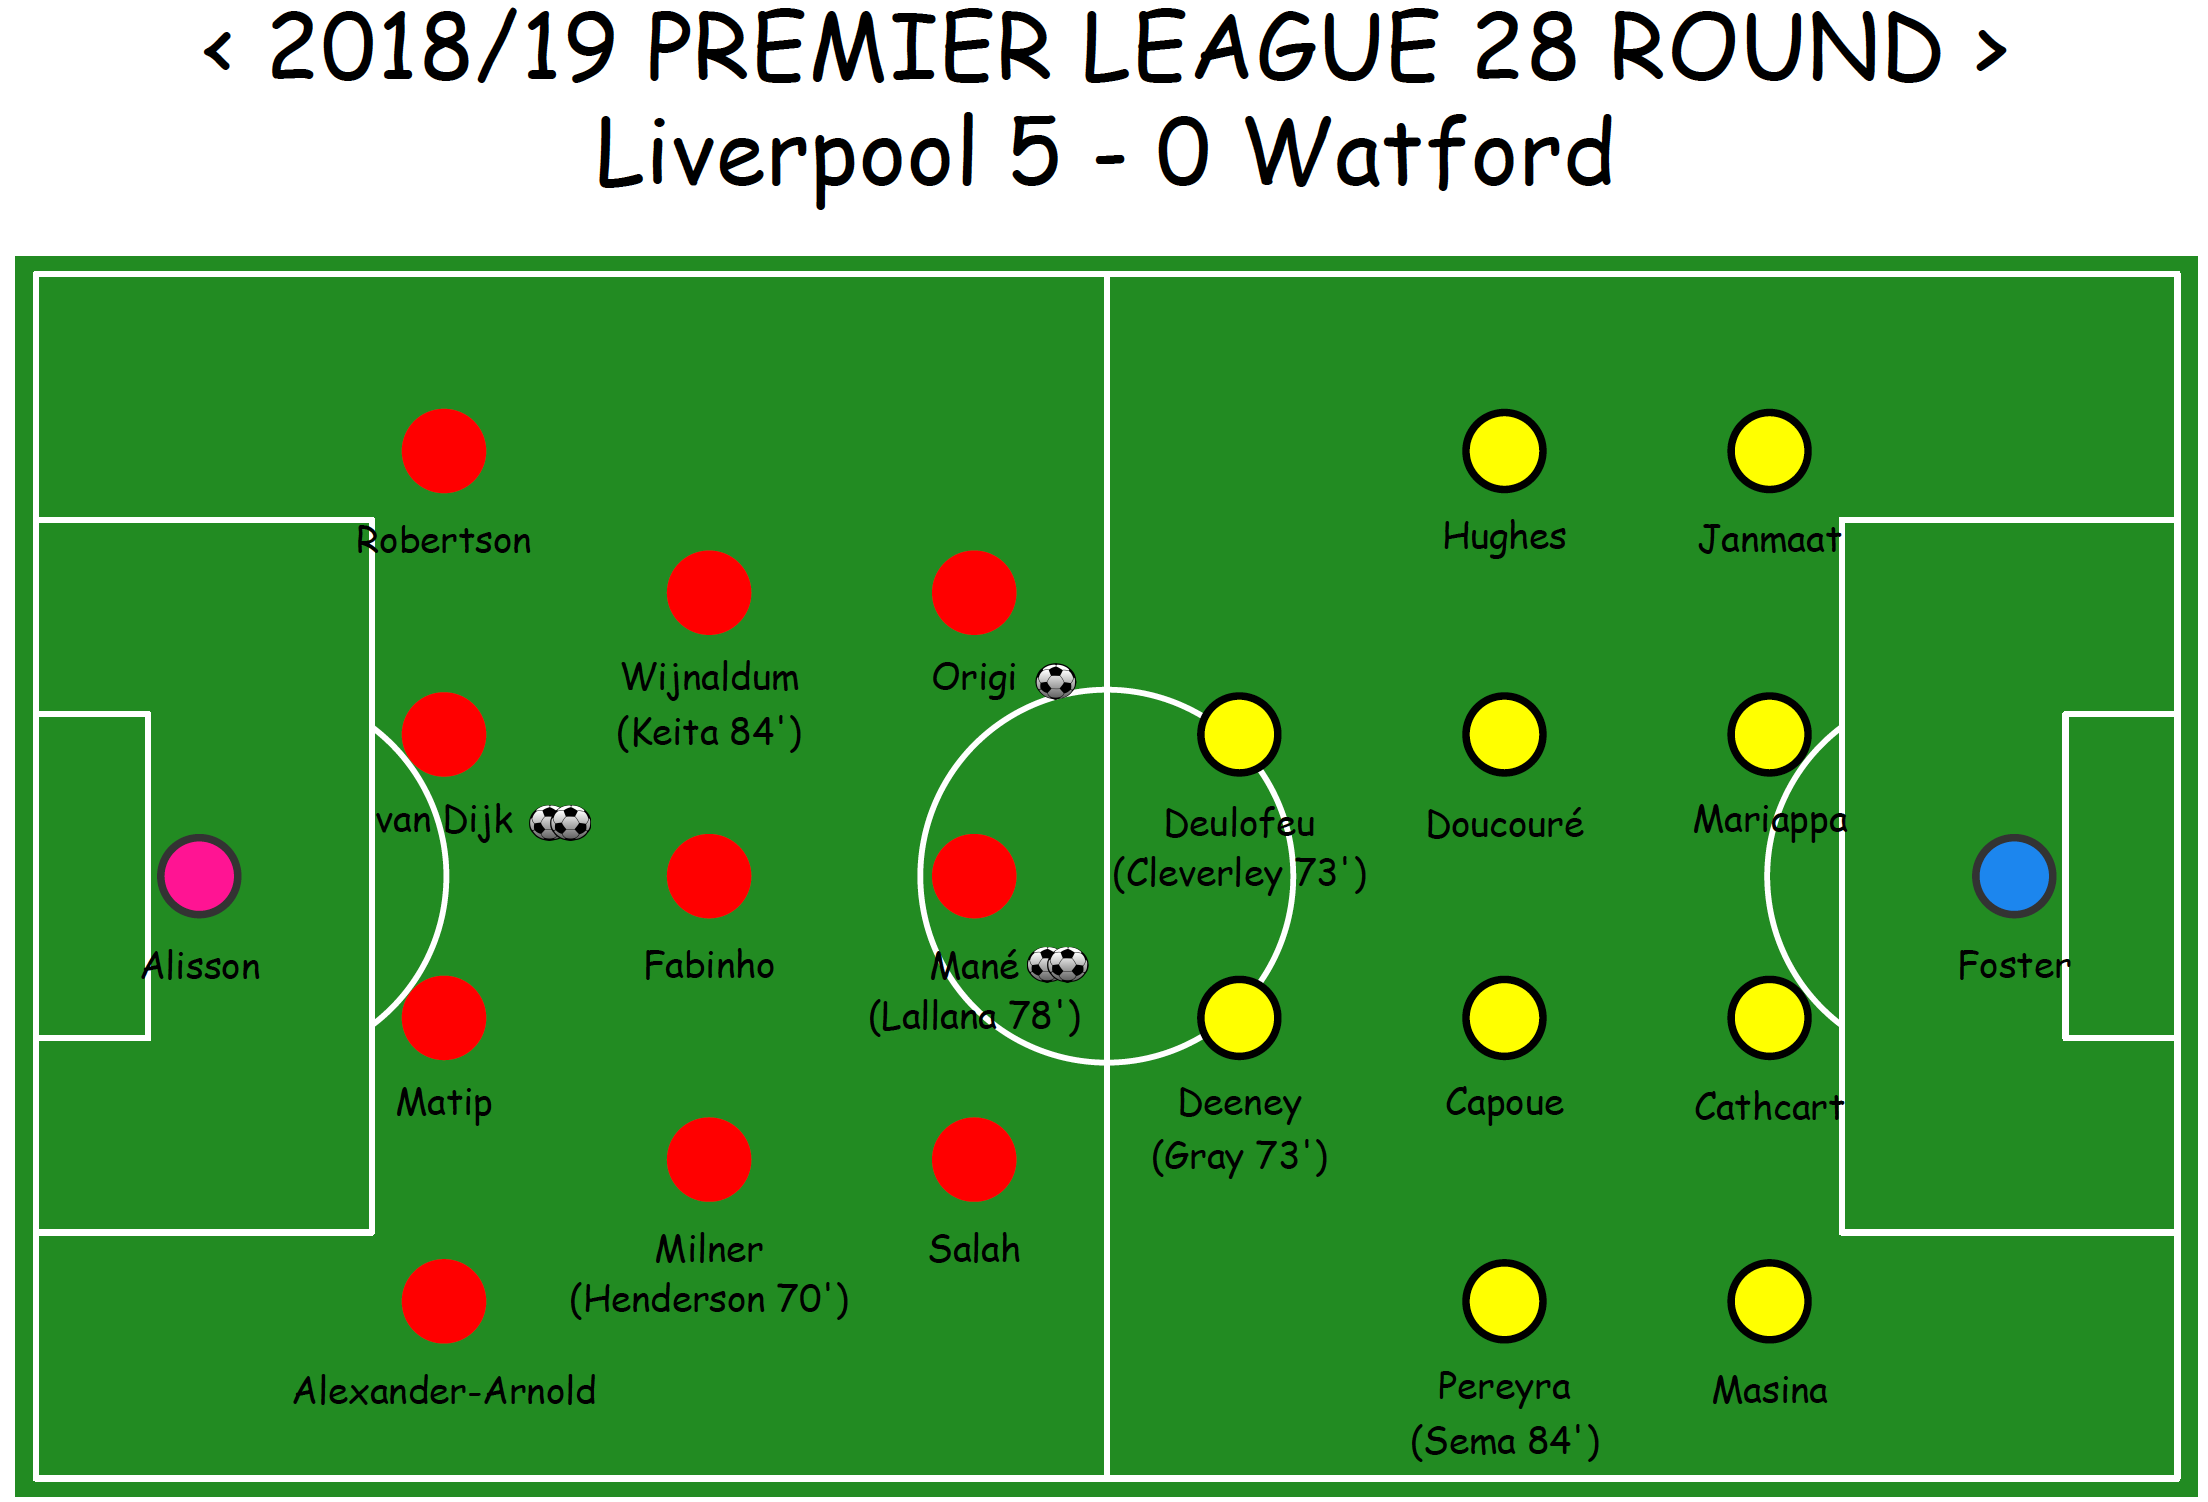 < 2018/19 PREMIER LEAGUE 28 ROUND >
Liverpool 5 - 0 Watford
Robertson
Hughes
Janmaat
Wijnaldum
(Keita 84')
Origi
van Dijk
Deulofeu
(Cleverley 73')
Doucouré
Mariappa
Alisson
Fabinho
Mané
(Lallana 78')
Foster
Matip
Deeney
(Gray 73')
Capoue
Cathcart
Milner
(Henderson 70')
Salah
Alexander-Arnold
Pereyra
(Sema 84')
Masina